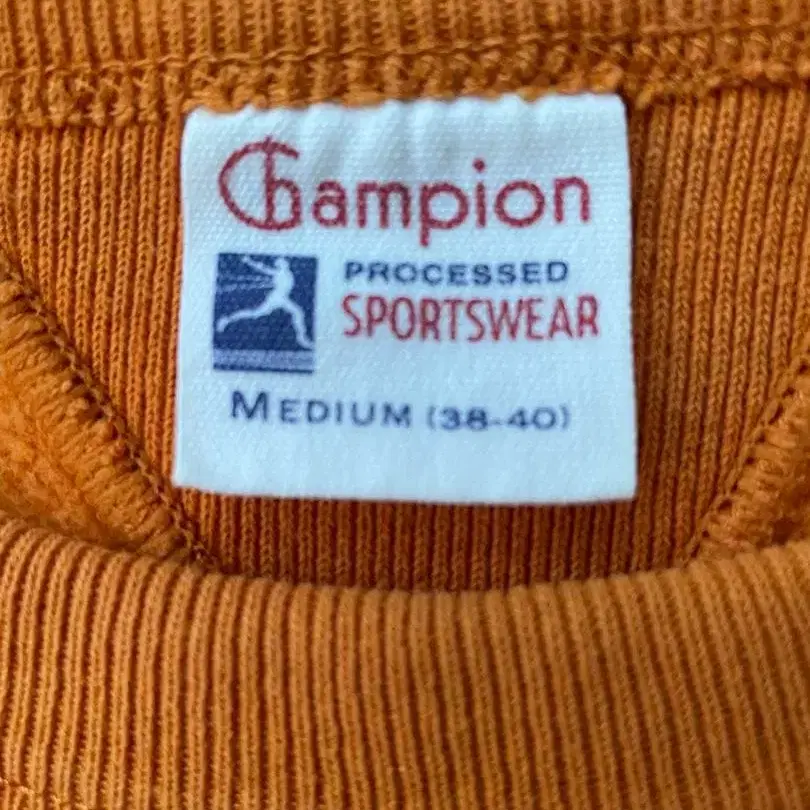 Champion
PROCESSED
SPORTSWEAR
MEDIUM (38-40)